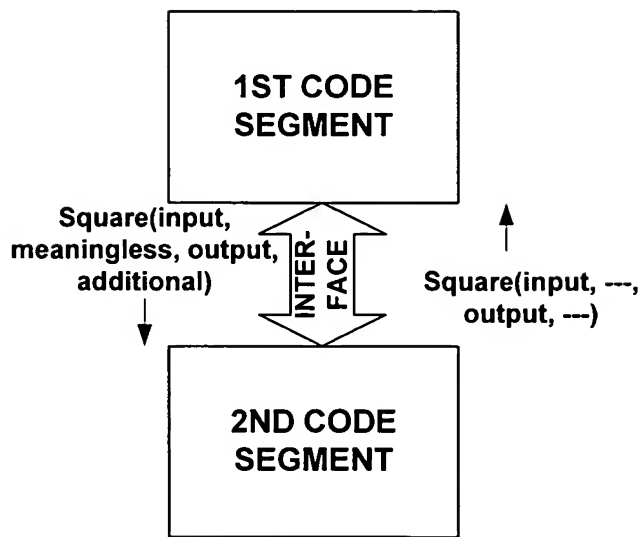 1ST CODE
SEGMENT
Square(input,
meaningless, output,
additional)
INTER-
FACE
Square(input, ---,
output, ---)
2ND CODE
SEGMENT